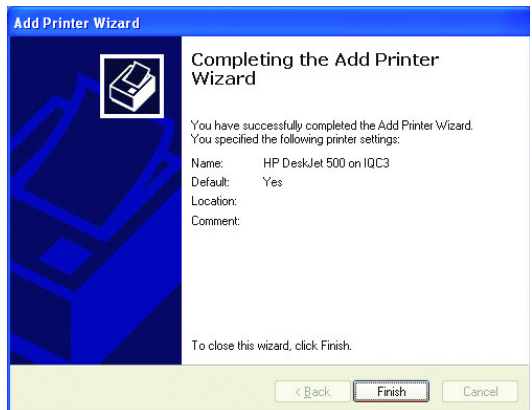 Add Printer Wizard
Completing the Add Printer
Wizard
You have successfully completed the Add Printer Wizard.
You specified the following printer settings:
Name: HP DeskJet 500 on IQC3
Default: Yes
Location:
Comment:
To close this wizard, click Finish.
< Back Finish Cancel